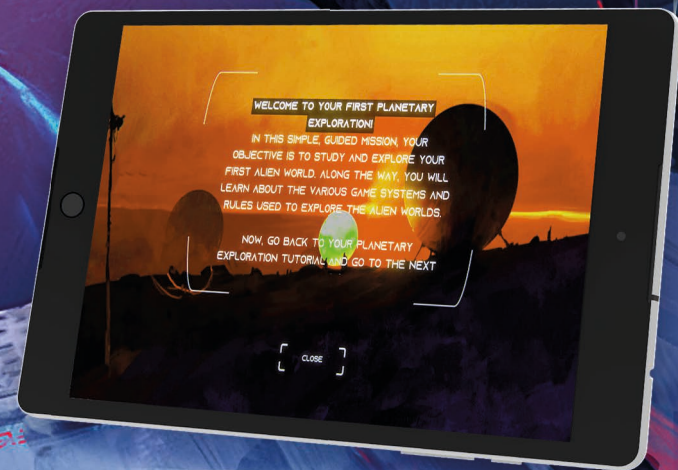 WELCOME TO YOUR FIRST PLANETARY
EXPLORATION!
IN THIS SIMPLE, GUIDED MISSION, YOUR
OBJECTIVE IS TO STUDY AND EXPLORE YOUR
FIRST ALIEN WORLD. ALONG THE WAY, YOU WILL
LEARN ABOUT THE VARIOUS GAME SYSTEMS AND
RULES USED TO EXPLORE THE ALIEN WORLDS.
NOW, GO BACK TO YOUR PLANETARY
EXPLORATION TUTORIAL AND GO TO THE NEXT
CLOSE